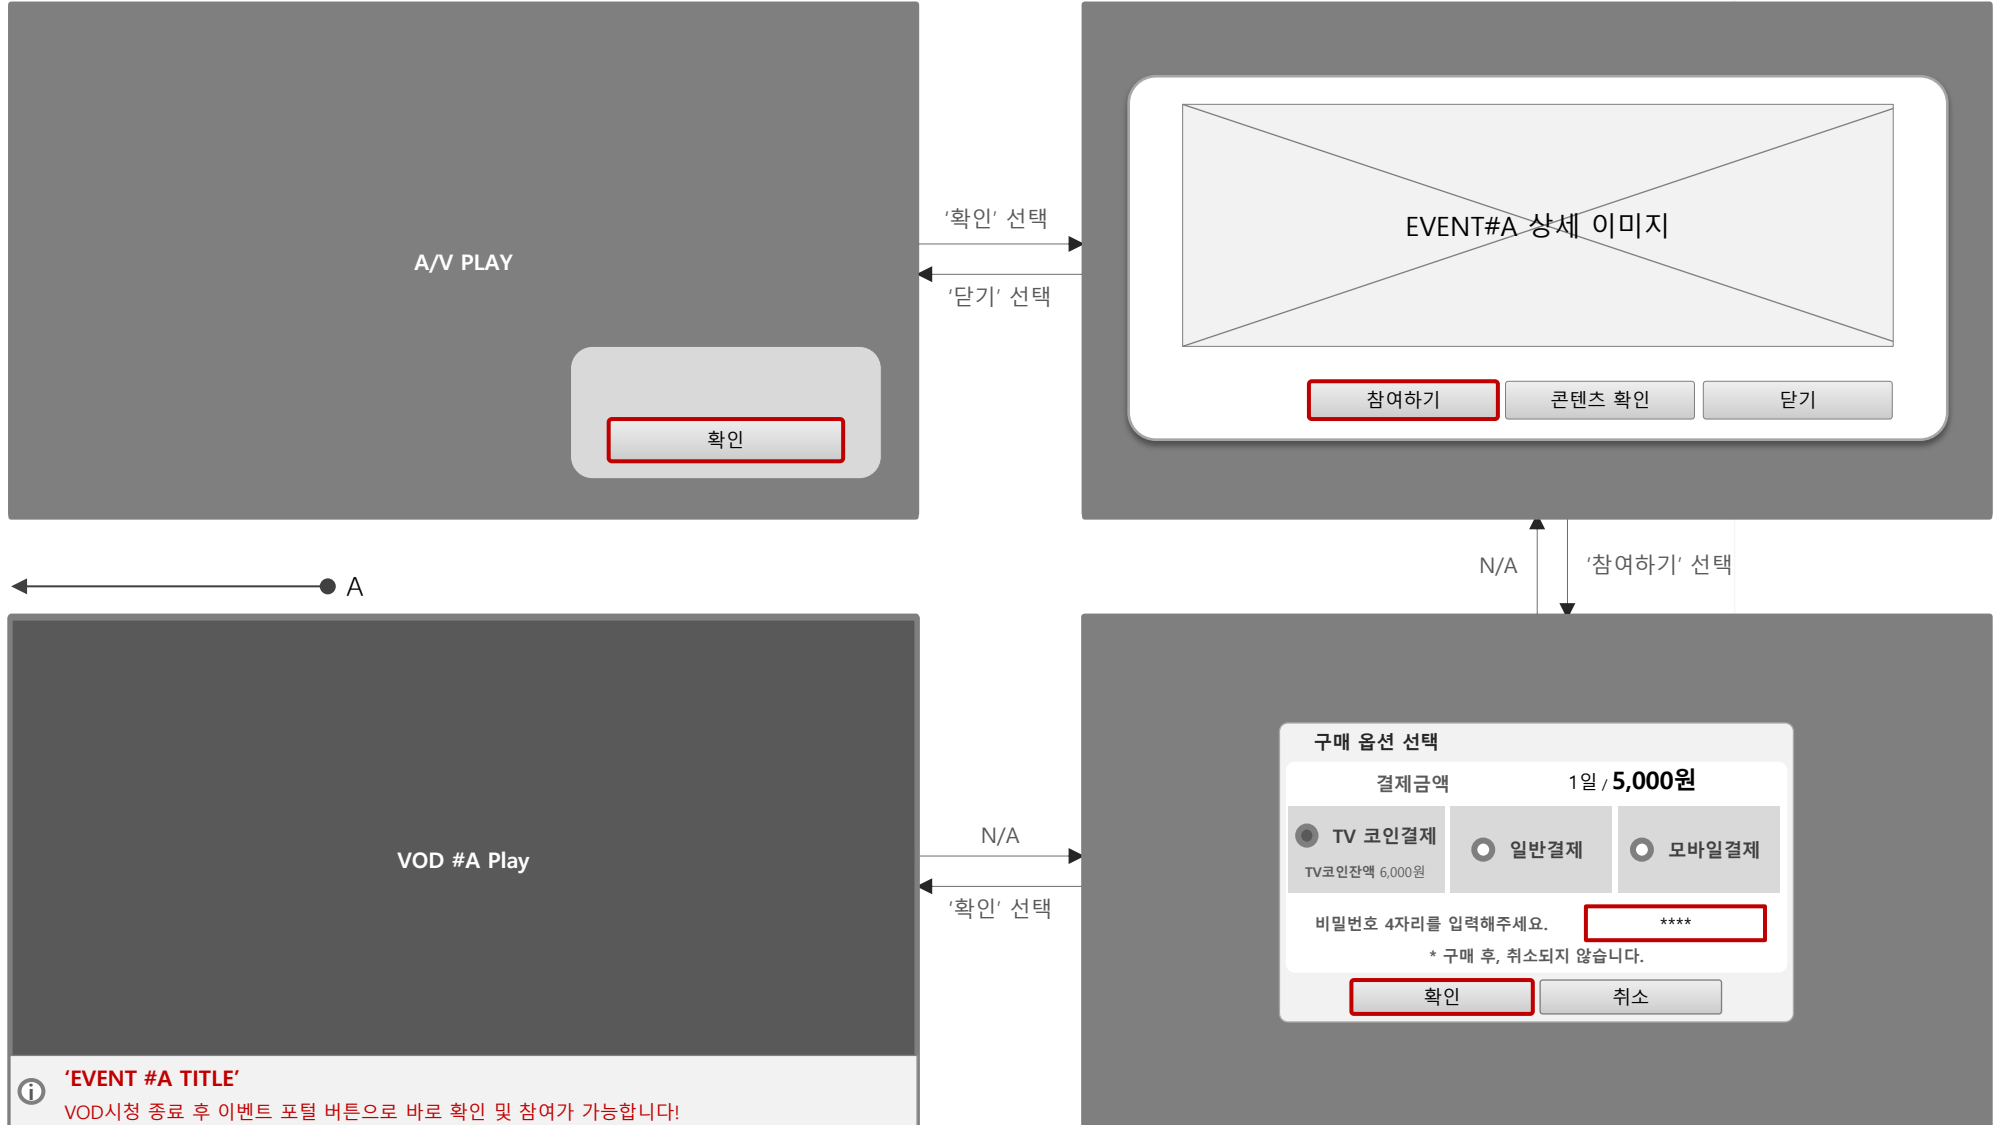 A/V PLAY
확인
‘확인’ 선택
‘닫기’ 선택
EVENT#A 상세 이미지
참여하기
콘텐츠 확인
닫기
N/A
‘참여하기’ 선택
A
VOD #A Play
‘EVENT #A TITLE’
VOD시청 종료 후 이벤트 포털 버튼으로 바로 확인 및 참여가 가능합니다!
N/A
‘확인’ 선택
구매 옵션 선택
결제금액 1일 / 5,000원
TV 코인결제
TV코인잔액 6,000원
일반결제
모바일결제
비밀번호 4자리를 입력해주세요. ****
* 구매 후, 취소되지 않습니다.
확인
취소